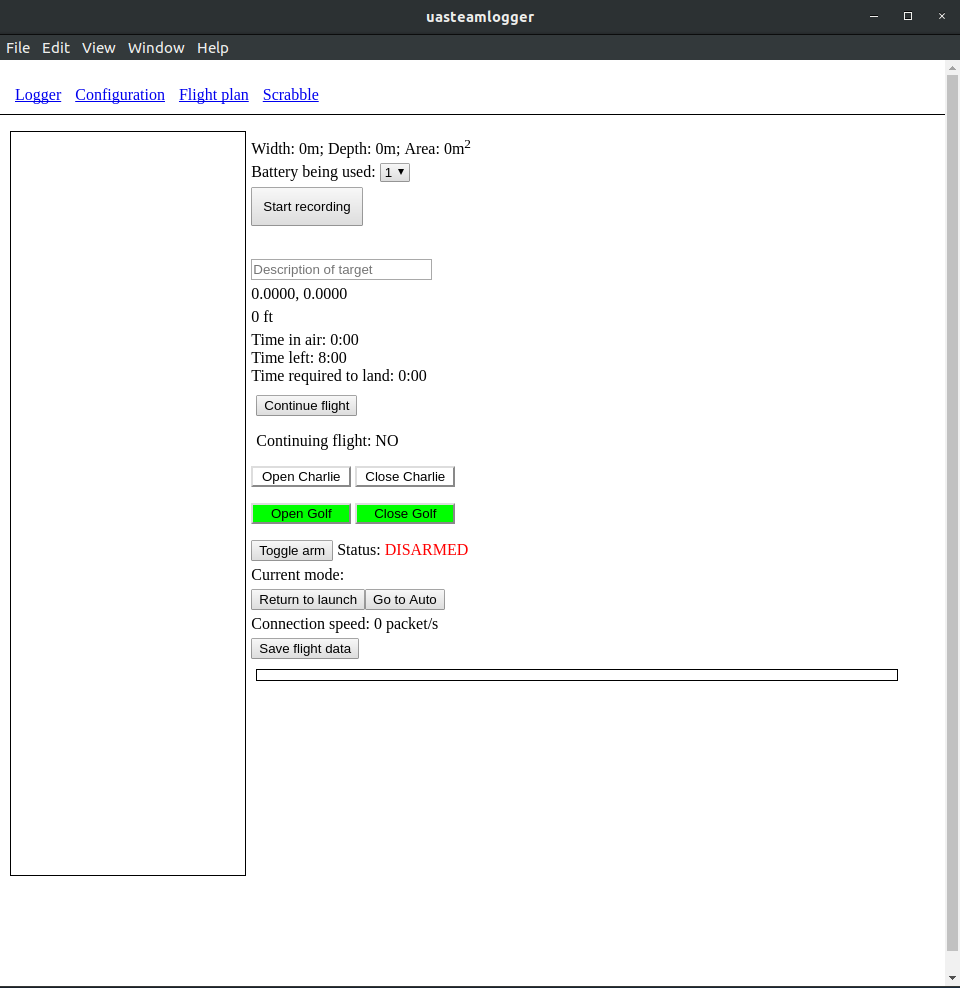 uasteamlogger
File Edit View Window Help
Logger Configuration Flight plan Scrabble
Width: 0m; Depth: 0m; Area: 0m²
Battery being used: 1
Start recording
Description of target
0.0000, 0.0000
0 ft
Time in air: 0:00
Time left: 8:00
Time required to land: 0:00
Continue flight
Continuing flight: NO
Open Charlie Close Charlie
Open Golf Close Golf
Toggle arm Status: DISARMED
Current mode:
Return to launch Go to Auto
Connection speed: 0 packet/s
Save flight data